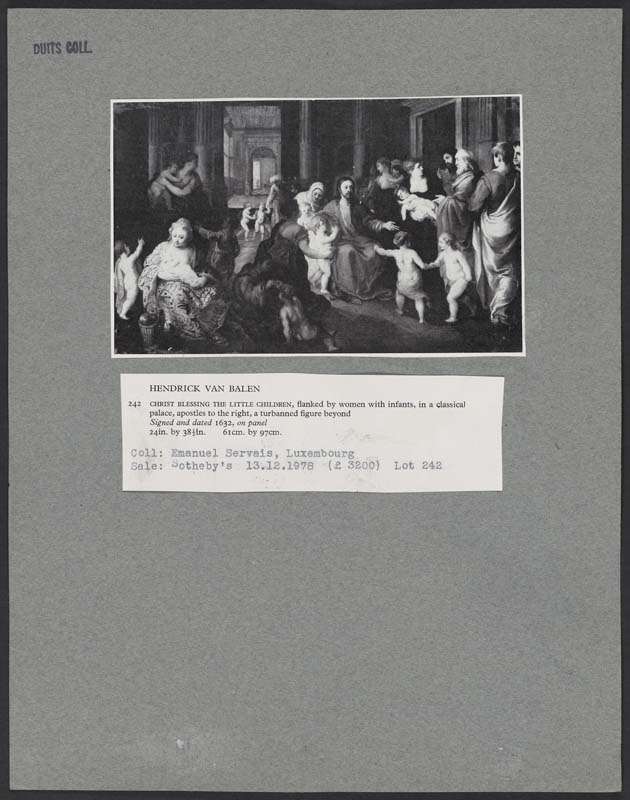 DUITS COLL.
HENDRICK VAN BALEN
242 CHRIST BLESSING THE LITTLE CHILDREN, flanked by women with infants, in a classical
palace, apostles to the right, a turbanned figure beyond
Signed and dated 1632, on panel
24in. by 38½in. 61cm. by 97cm.
Coll: Emanuel Servais, Luxembourg
Sale: Sotheby's 13.12.1978 (£ 3200) Lot 242